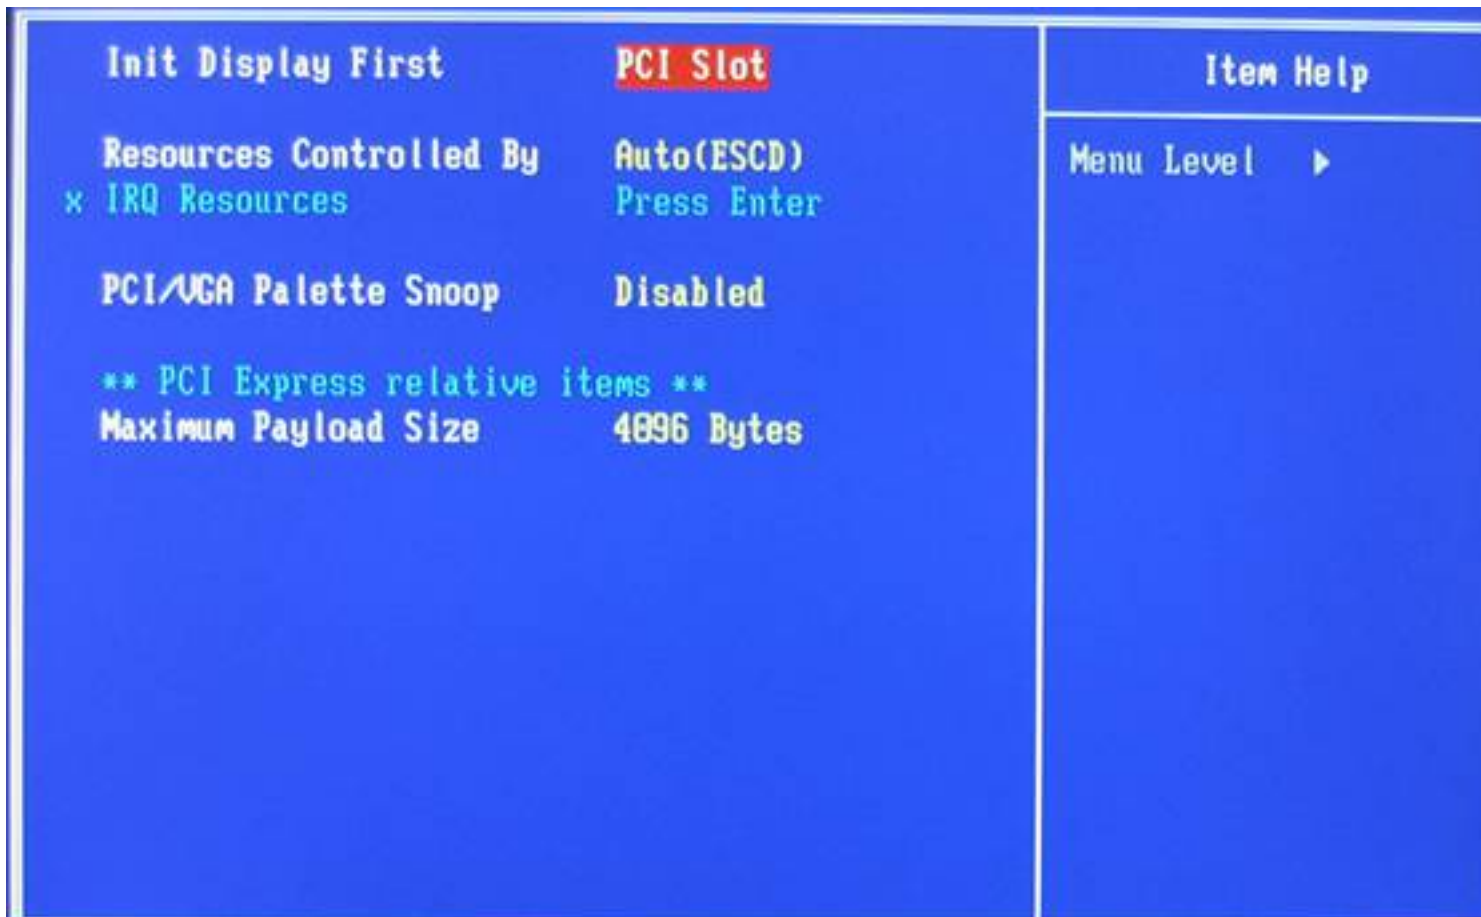 Init Display First PCI Slot
Resources Controlled By Auto(ESCD)
x IRQ Resources Press Enter
PCI/VGA Palette Snoop Disabled
** PCI Express relative items **
Maximum Payload Size 4096 Bytes
Item Help
Menu Level ▶